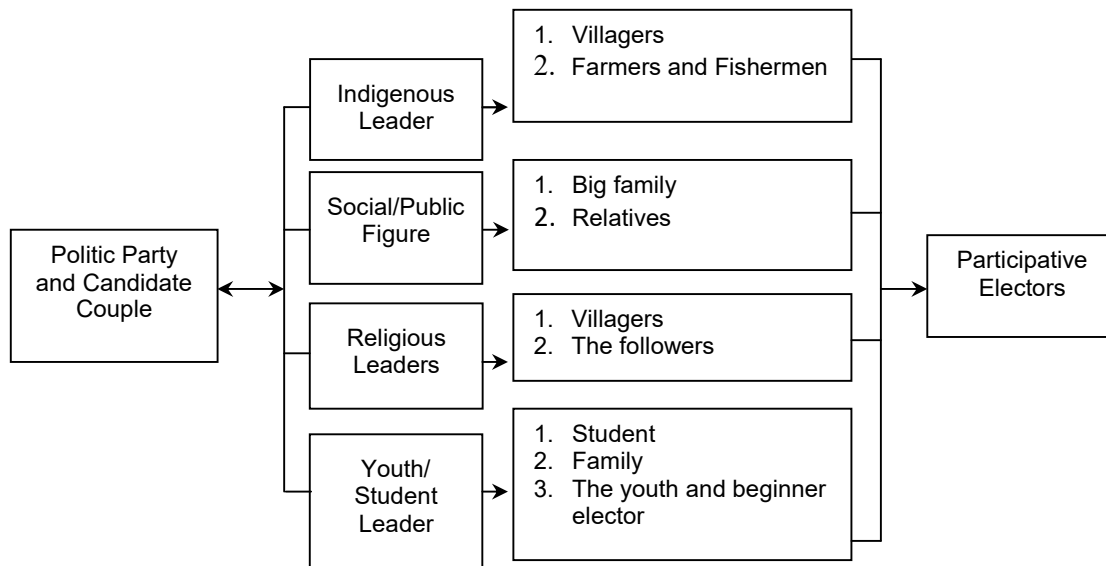 Politic Party
and Candidate
Couple
Indigenous
Leader
1. Villagers
2. Farmers and Fishermen
Social/Public
Figure
1. Big family
2. Relatives
Religious
Leaders
1. Villagers
2. The followers
Youth/
Student
Leader
1. Student
2. Family
3. The youth and beginner
elector
Participative
Electors